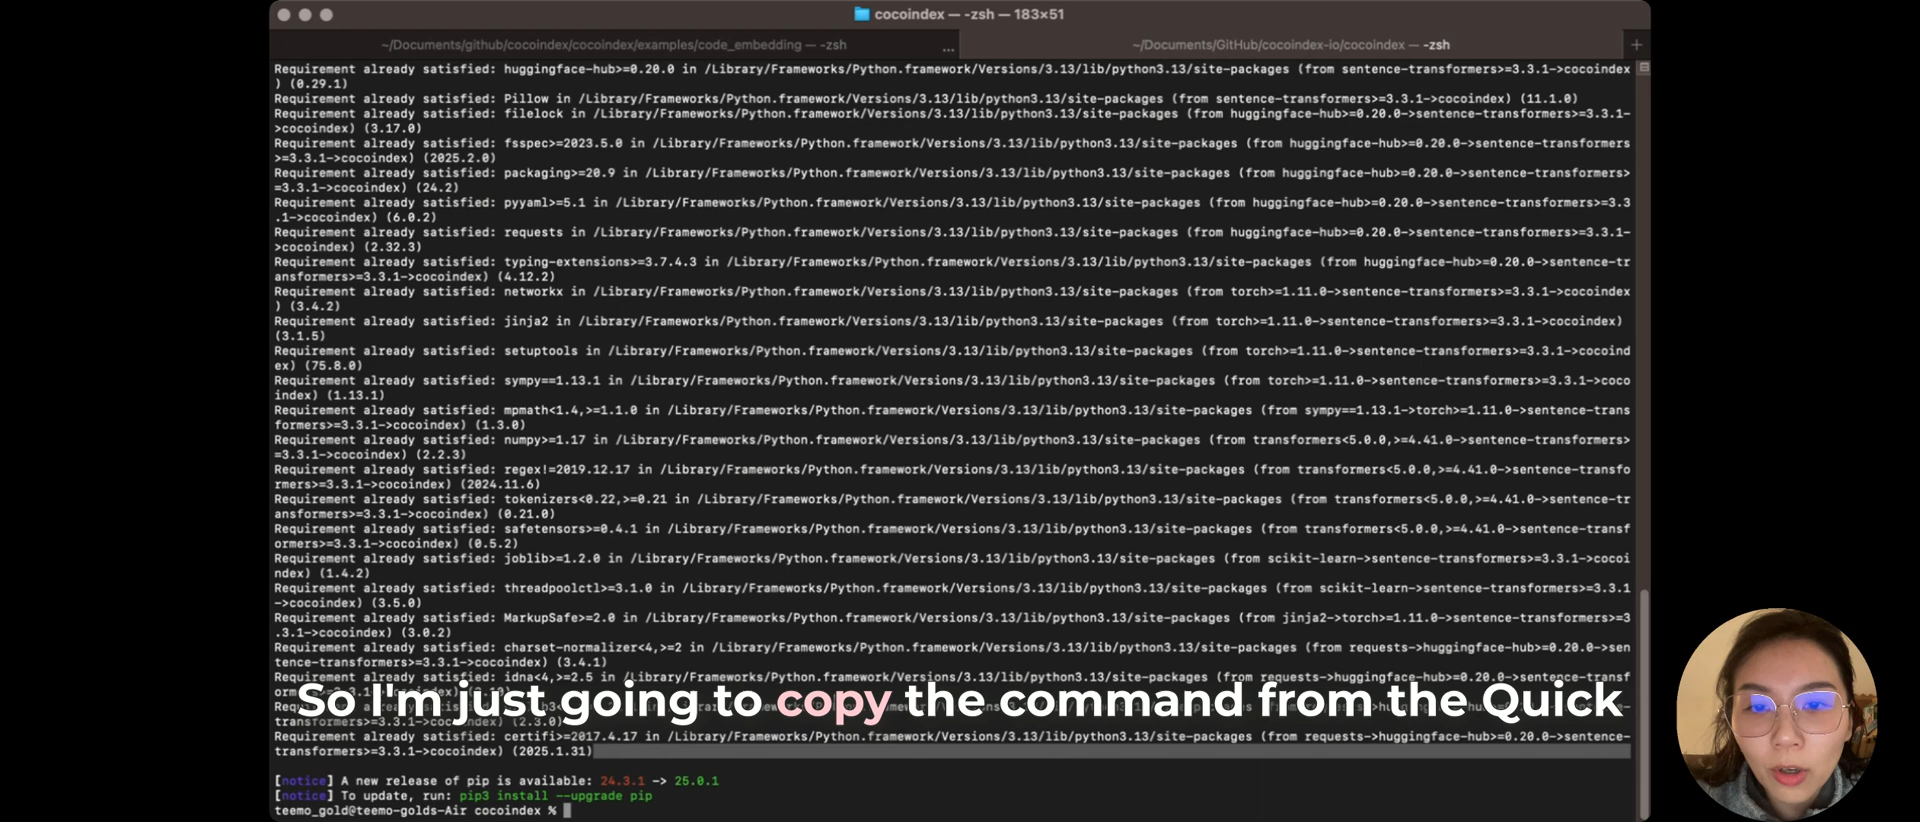 cocoindex — -zsh — 183×51
~/Documents/github/cocoindex/cocoindex/examples/code_embedding — -zsh ... ~/Documents/GitHub/cocoindex-io/cocoindex — -zsh +
Requirement already satisfied: huggingface-hub>=0.20.0 in /Library/Frameworks/Python.framework/Versions/3.13/lib/python3.13/site-packages (from sentence-transformers>=3.3.1->cocoindex
) (0.29.1)
Requirement already satisfied: Pillow in /Library/Frameworks/Python.framework/Versions/3.13/lib/python3.13/site-packages (from sentence-transformers>=3.3.1->cocoindex) (11.1.0)
Requirement already satisfied: filelock in /Library/Frameworks/Python.framework/Versions/3.13/lib/python3.13/site-packages (from huggingface-hub>=0.20.0->sentence-transformers>=3.3.1-
>cocoindex) (3.17.0)
Requirement already satisfied: fsspec>=2023.5.0 in /Library/Frameworks/Python.framework/Versions/3.13/lib/python3.13/site-packages (from huggingface-hub>=0.20.0->sentence-transformers
>=3.3.1->cocoindex) (2025.2.0)
Requirement already satisfied: packaging>=20.9 in /Library/Frameworks/Python.framework/Versions/3.13/lib/python3.13/site-packages (from huggingface-hub>=0.20.0->sentence-transformers>
=3.3.1->cocoindex) (24.2)
Requirement already satisfied: pyyaml>=5.1 in /Library/Frameworks/Python.framework/Versions/3.13/lib/python3.13/site-packages (from huggingface-hub>=0.20.0->sentence-transformers>=3.3
.1->cocoindex) (6.0.2)
Requirement already satisfied: requests in /Library/Frameworks/Python.framework/Versions/3.13/lib/python3.13/site-packages (from huggingface-hub>=0.20.0->sentence-transformers>=3.3.1-
>cocoindex) (2.32.3)
Requirement already satisfied: typing-extensions>=3.7.4.3 in /Library/Frameworks/Python.framework/Versions/3.13/lib/python3.13/site-packages (from huggingface-hub>=0.20.0->sentence-tr
ansformers>=3.3.1->cocoindex) (4.12.2)
Requirement already satisfied: networkx in /Library/Frameworks/Python.framework/Versions/3.13/lib/python3.13/site-packages (from torch>=1.11.0->sentence-transformers>=3.3.1->cocoindex
) (3.4.2)
Requirement already satisfied: jinja2 in /Library/Frameworks/Python.framework/Versions/3.13/lib/python3.13/site-packages (from torch>=1.11.0->sentence-transformers>=3.3.1->cocoindex)
(3.1.5)
Requirement already satisfied: setuptools in /Library/Frameworks/Python.framework/Versions/3.13/lib/python3.13/site-packages (from torch>=1.11.0->sentence-transformers>=3.3.1->cocoind
ex) (75.8.0)
Requirement already satisfied: sympy==1.13.1 in /Library/Frameworks/Python.framework/Versions/3.13/lib/python3.13/site-packages (from torch>=1.11.0->sentence-transformers>=3.3.1->coco
index) (1.13.1)
Requirement already satisfied: mpmath<1.4,>=1.1.0 in /Library/Frameworks/Python.framework/Versions/3.13/lib/python3.13/site-packages (from sympy==1.13.1->torch>=1.11.0->sentence-trans
formers>=3.3.1->cocoindex) (1.3.0)
Requirement already satisfied: numpy>=1.17 in /Library/Frameworks/Python.framework/Versions/3.13/lib/python3.13/site-packages (from transformers<5.0.0,>=4.41.0->sentence-transformers>
=3.3.1->cocoindex) (2.2.3)
Requirement already satisfied: regex!=2019.12.17 in /Library/Frameworks/Python.framework/Versions/3.13/lib/python3.13/site-packages (from transformers<5.0.0,>=4.41.0->sentence-transfo
rmers>=3.3.1->cocoindex) (2024.11.6)
Requirement already satisfied: tokenizers<0.22,>=0.21 in /Library/Frameworks/Python.framework/Versions/3.13/lib/python3.13/site-packages (from transformers<5.0.0,>=4.41.0->sentence-tr
ansformers>=3.3.1->cocoindex) (0.21.0)
Requirement already satisfied: safetensors>=0.4.1 in /Library/Frameworks/Python.framework/Versions/3.13/lib/python3.13/site-packages (from transformers<5.0.0,>=4.41.0->sentence-transf
ormers>=3.3.1->cocoindex) (0.5.2)
Requirement already satisfied: joblib>=1.2.0 in /Library/Frameworks/Python.framework/Versions/3.13/lib/python3.13/site-packages (from scikit-learn->sentence-transformers>=3.3.1->cocoi
ndex) (1.4.2)
Requirement already satisfied: threadpoolctl>=3.1.0 in /Library/Frameworks/Python.framework/Versions/3.13/lib/python3.13/site-packages (from scikit-learn->sentence-transformers>=3.3.1
->cocoindex) (3.5.0)
Requirement already satisfied: MarkupSafe>=2.0 in /Library/Frameworks/Python.framework/Versions/3.13/lib/python3.13/site-packages (from jinja2->torch>=1.11.0->sentence-transformers>=3
.3.1->cocoindex) (3.0.2)
Requirement already satisfied: charset-normalizer<4,>=2 in /Library/Frameworks/Python.framework/Versions/3.13/lib/python3.13/site-packages (from requests->huggingface-hub>=0.20.0->sen
tence-transformers>=3.3.1->cocoindex) (3.4.1)
Requirement already satisfied: idna<4,>=2.5 in /Library/Frameworks/Python.framework/Versions/3.13/lib/python3.13/site-packages (from requests->huggingface-hub>=0.20.0->sentence-transf
So I'm just going to copy the command from the Quick
transformers>=3.3.1->cocoindex) (2.3.0)
Requirement already satisfied: certifi>=2017.4.17 in /Library/Frameworks/Python.framework/Versions/3.13/lib/python3.13/site-packages (from requests->huggingface-hub>=0.20.0->sentence-
transformers>=3.3.1->cocoindex) (2025.1.31)
[notice] A new release of pip is available: 24.3.1 -> 25.0.1
[notice] To update, run: pip3 install --upgrade pip
teemo_gold@teemo-golds-Air cocoindex %